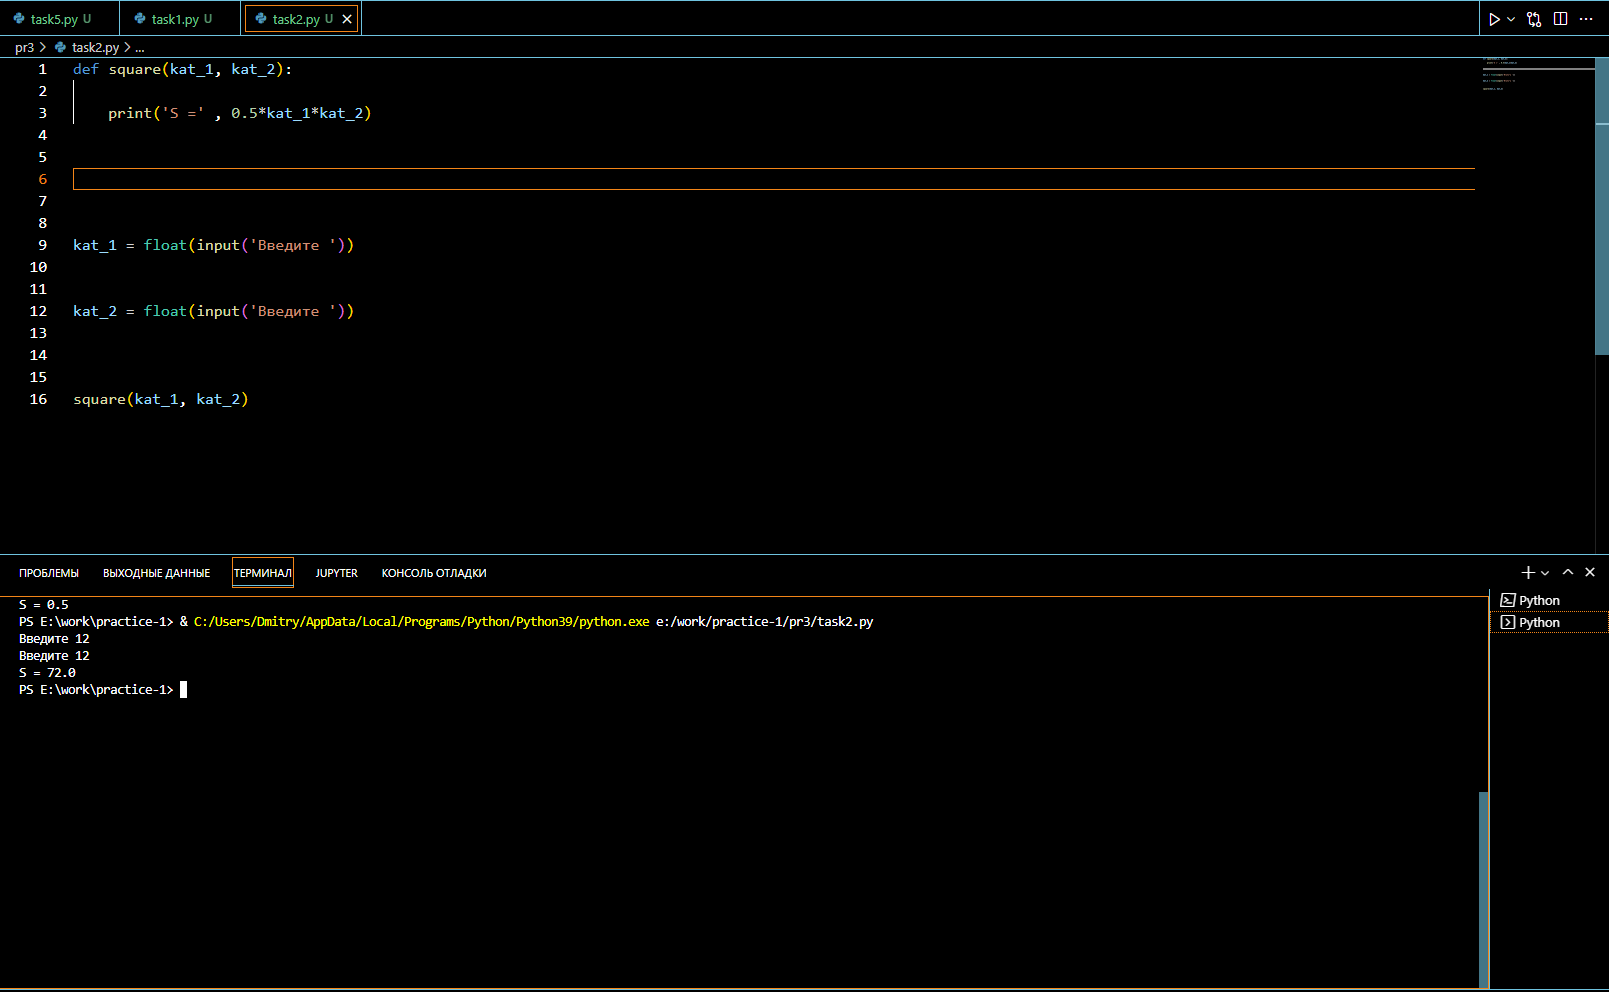 task5.py U task1.py U task2.py U
pr3 > task2.py > ...
1 def square(kat_1, kat_2):
2
3 print('S =' , 0.5*kat_1*kat_2)
4
5
6
7
8
9 kat_1 = float(input('Введите '))
10
11
12 kat_2 = float(input('Введите '))
13
14
15
16 square(kat_1, kat_2)
ПРОБЛЕМЫ ВЫХОДНЫЕ ДАННЫЕ ТЕРМИНАЛ JUPYTER КОНСОЛЬ ОТЛАДКИ
S = 0.5
PS E:\work\practice-1> & C:/Users/Dmitry/AppData/Local/Programs/Python/Python39/python.exe e:/work/practice-1/pr3/task2.py
Введите 12
Введите 12
S = 72.0
PS E:\work\practice-1>
Python
Python